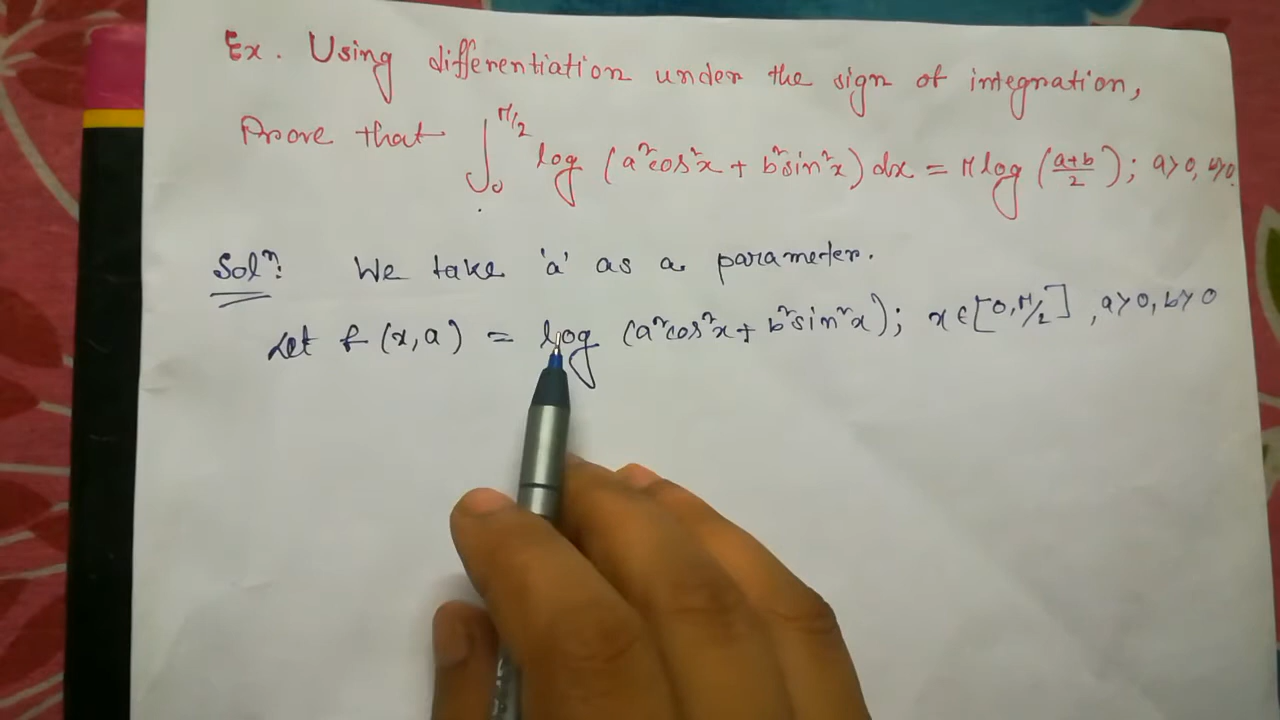 Ex. Using differentiation under the sign of integration,
Prove that ∫₀^π/2 log (a²cos²x + b²sin²x) dx = π log (a+b/2); a>0, b>0.
Solⁿ: We take 'a' as a parameter.
Let f (x, a) = log (a²cos²x + b²sin²x); x ∈ [0, π/2], a>0, b>0